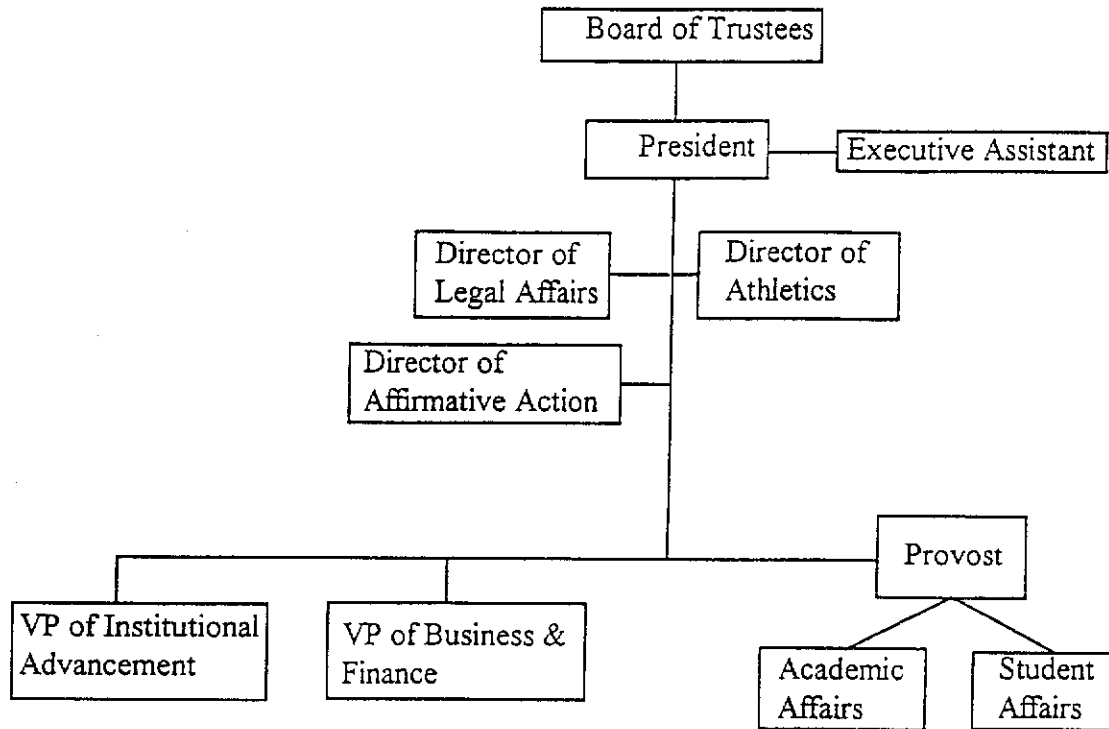 Board of Trustees
President
Executive Assistant
Director of
Legal Affairs
Director of
Athletics
Director of
Affirmative Action
Provost
VP of Institutional
Advancement
VP of Business &
Finance
Academic
Affairs
Student
Affairs